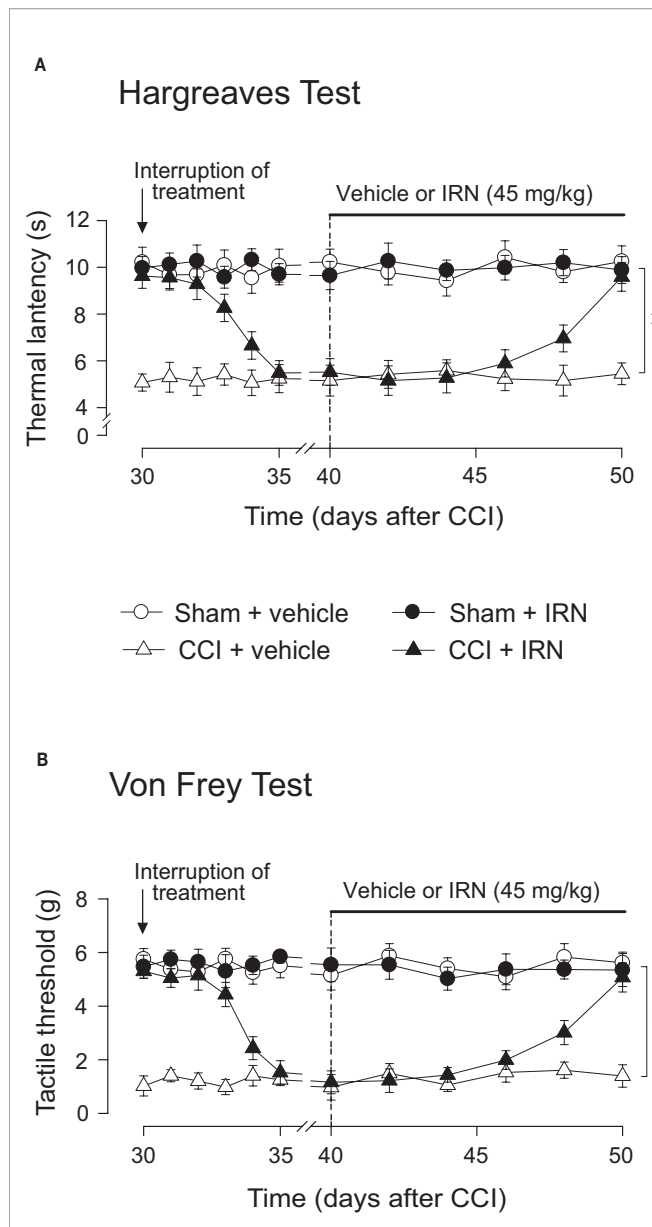 A
Hargreaves Test
Interruption of
treatment
Vehicle or IRN (45 mg/kg)
Thermal lantency (s)
12
10
8
6
4
0
30
35
40
45
50
Time (days after CCI)
Sham + vehicle
Sham + IRN
CCI + vehicle
CCI + IRN
B
Von Frey Test
Interruption of
treatment
Vehicle or IRN (45 mg/kg)
Tactile threshold (g)
8
6
4
2
0
30
35
40
45
50
Time (days after CCI)